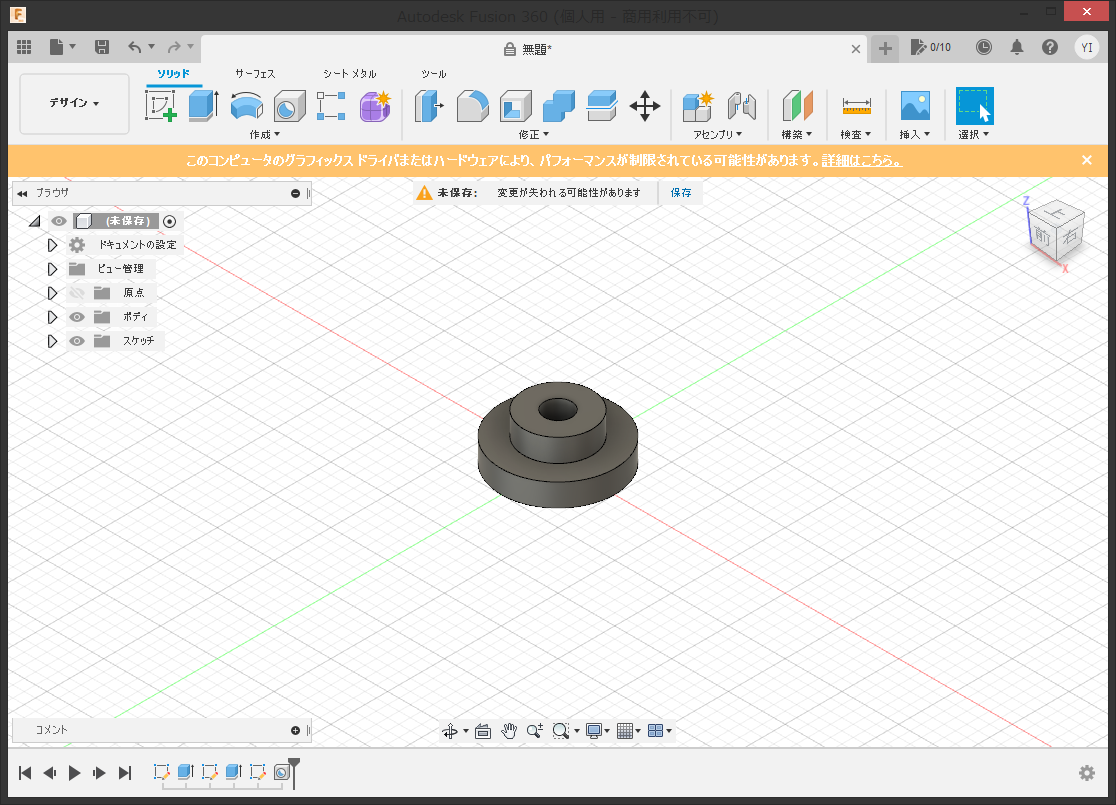 Autodesk Fusion 360 (個人用 - 商用利用不可)
無題*
0/10
YI
デザイン
ソリッド
サーフェス
シート メタル
ツール
作成
修正
アセンブリ
構築
検査
挿入
選択
このコンピュータのグラフィックス ドライバまたはハードウェアにより、パフォーマンスが制限されている可能性があります。詳細はこちら。
ブラウザ
未保存: 変更が失われる可能性があります 保存
(未保存)
ドキュメントの設定
ビュー管理
原点
ボディ
スケッチ
Z
上
前
右
X
コメント